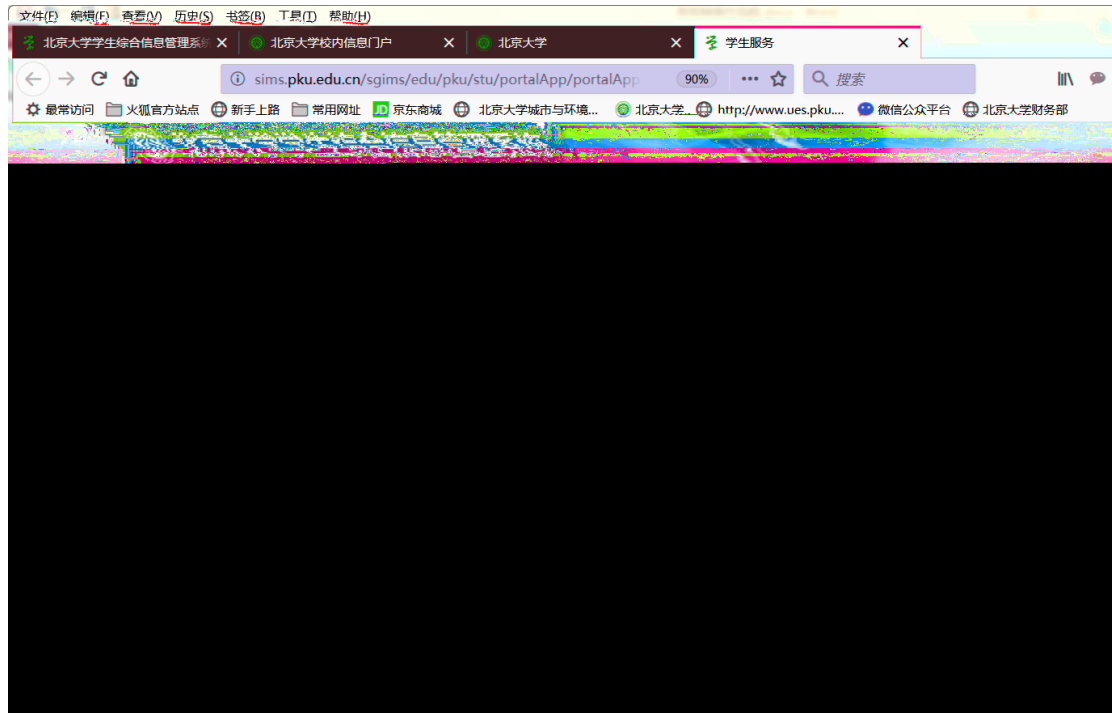 文件(F) 编辑(E) 查看(V) 历史(S) 书签(B) 工具(T) 帮助(H)
北京大学学生综合信息管理系统 北京大学校内信息门户 北京大学 学生服务
sims.pku.edu.cn/sgims/edu/pku/stu/portalApp/portalApp 90% 搜索
最常访问 火狐官方站点 新手上路 常用网址 JD 京东商城 北京大学城市与环境... 北京大学 http://www.ues.pku.... 微信公众平台 北京大学财务部